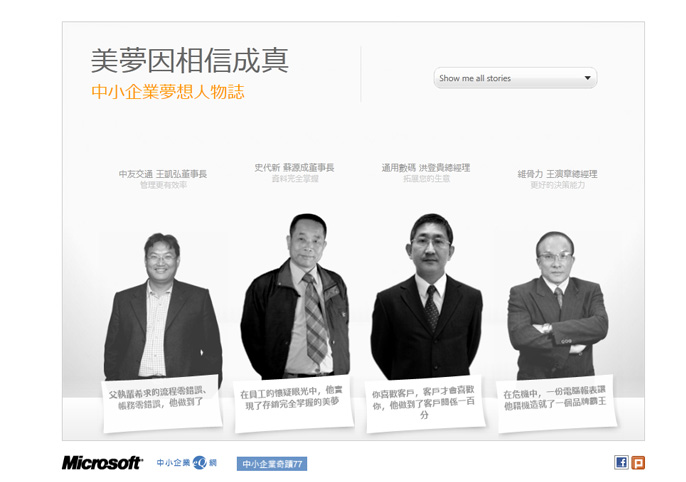 美夢因相信成真
中小企業夢想人物誌
Show me all stories
中友交通 王凱弘董事長
管理更有效率
史代新 蘇源成董事長
資料完全掌握
道用數碼 洪登貴總經理
拓展您的生意
維骨力 王演章總經理
更好的決策能力
父執輩希求的流程零錯誤、
帳務零錯誤，他做到了
在員工的懷疑眼光中，他實
現了存銷完全掌握的美夢
你喜歡客戶，客戶才會喜歡
你，他做到了客戶關係一百
分
在危機中，一份電腦報表讓
他藉機造就了一個品牌霸王
Microsoft
中小企業 IQ 網
中小企業奇蹟77